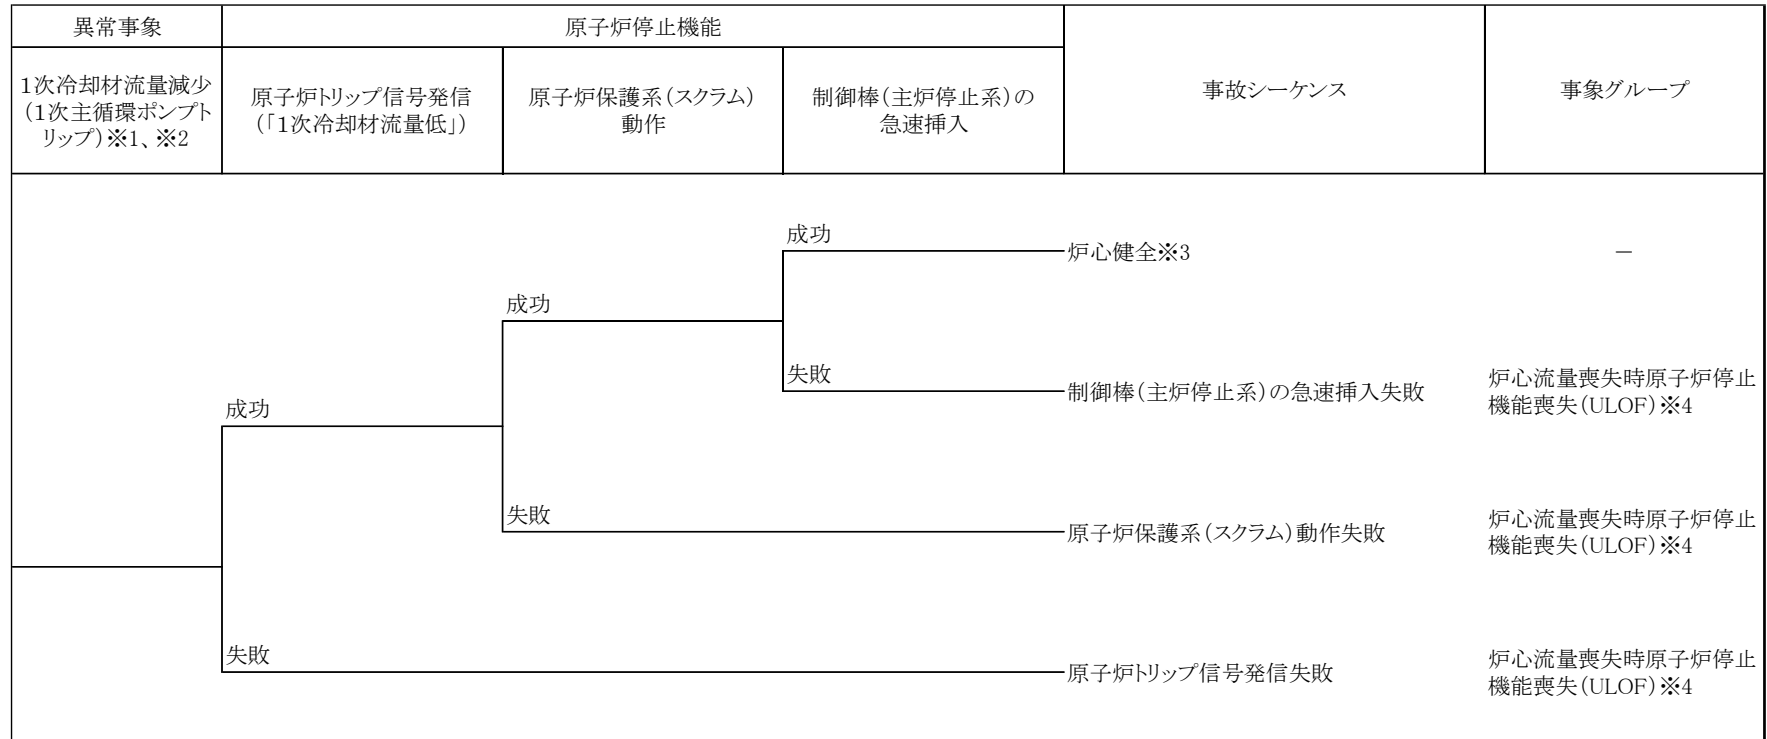 異常事象
原子炉停止機能
1次冷却材流量減少
(1次主循環ポンプト
リップ)※1、※2
原子炉トリップ信号発信
(「1次冷却材流量低」)
原子炉保護系(スクラム)
動作
制御棒(主炉停止系)の
急速挿入
事故シーケンス
事象グループ
成功
炉心健全※3
－
成功
失敗
制御棒(主炉停止系)の急速挿入失敗
炉心流量喪失時原子炉停止
機能喪失(ULOF)※4
成功
失敗
原子炉保護系(スクラム)動作失敗
炉心流量喪失時原子炉停止
機能喪失(ULOF)※4
失敗
原子炉トリップ信号発信失敗
炉心流量喪失時原子炉停止
機能喪失(ULOF)※4